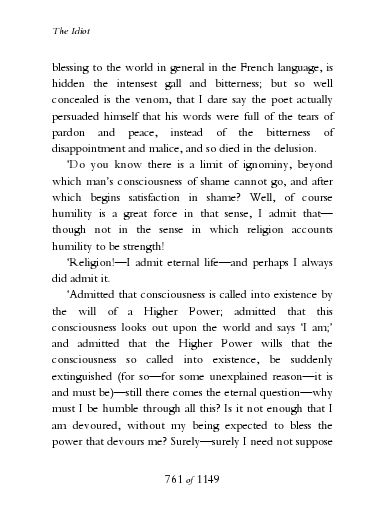 The Idiot
blessing to the world in general in the French language, is
hidden the intensest gall and bitterness; but so well
concealed is the venom, that I dare say the poet actually
persuaded himself that his words were full of the tears of
pardon and peace, instead of the bitterness of
disappointment and malice, and so died in the delusion.
‘Do you know there is a limit of ignominy, beyond
which man’s consciousness of shame cannot go, and after
which begins satisfaction in shame? Well, of course
humility is a great force in that sense, I admit that—
though not in the sense in which religion accounts
humility to be strength!
‘Religion!—I admit eternal life—and perhaps I always
did admit it.
‘Admitted that consciousness is called into existence by
the will of a Higher Power; admitted that this
consciousness looks out upon the world and says ‘I am;’
and admitted that the Higher Power wills that the
consciousness so called into existence, be suddenly
extinguished (for so—for some unexplained reason—it is
and must be)—still there comes the eternal question—why
must I be humble through all this? Is it not enough that I
am devoured, without my being expected to bless the
power that devours me? Surely—surely I need not suppose
761 of 1149